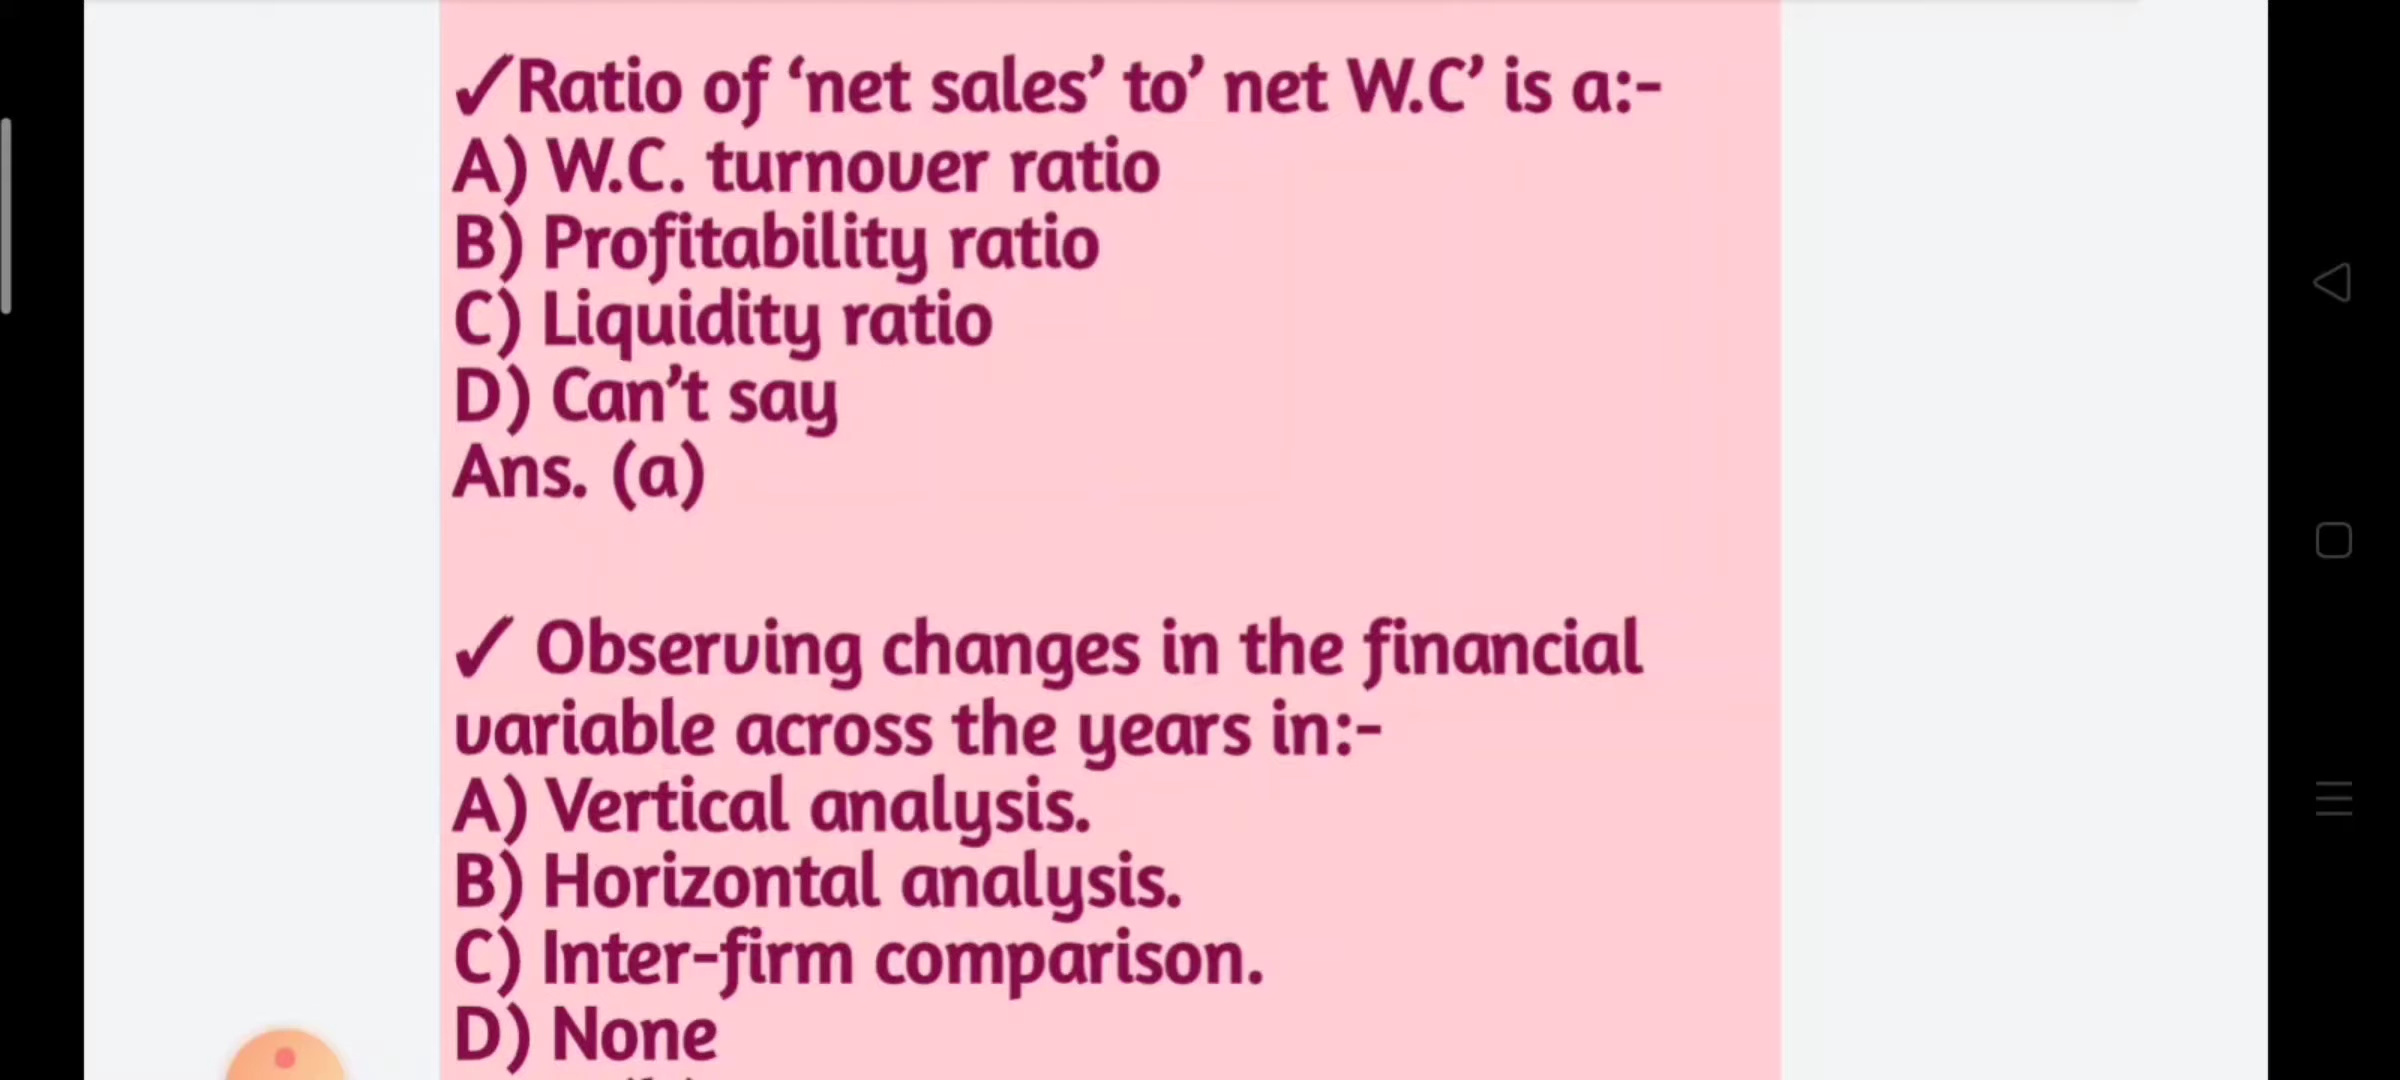 ✓Ratio of ‘net sales’ to’ net W.C’ is a:-
A) W.C. turnover ratio
B) Profitability ratio
C) Liquidity ratio
D) Can’t say
Ans. (a)
✓ Observing changes in the financial
variable across the years in:-
A) Vertical analysis.
B) Horizontal analysis.
C) Inter-firm comparison.
D) None